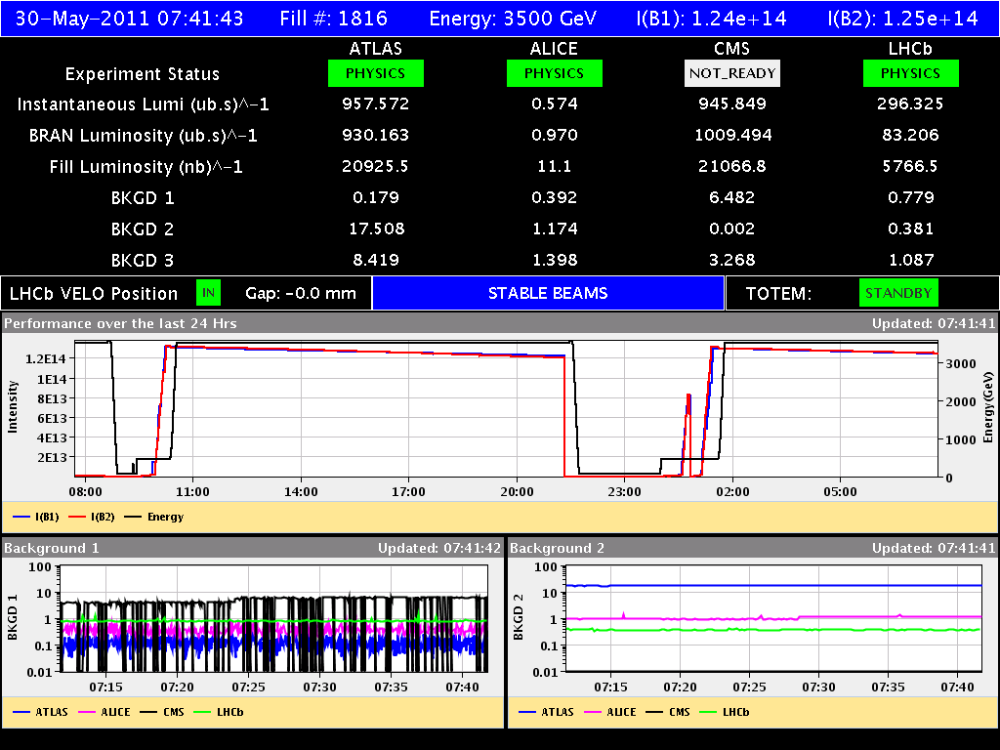 30-May-2011 07:41:43 Fill #: 1816 Energy: 3500 GeV I(B1): 1.24e+14 I(B2): 1.25e+14
ATLAS ALICE CMS LHCb
Experiment Status PHYSICS PHYSICS NOT_READY PHYSICS
Instantaneous Lumi (ub.s)^-1 957.572 0.574 945.849 296.325
BRAN Luminosity (ub.s)^-1 930.163 0.970 1009.494 83.206
Fill Luminosity (nb)^-1 20925.5 11.1 21066.8 5766.5
BKGD 1 0.179 0.392 6.482 0.779
BKGD 2 17.508 1.174 0.002 0.381
BKGD 3 8.419 1.398 3.268 1.087
LHCb VELO Position IN Gap: -0.0 mm STABLE BEAMS TOTEM: STANDBY
Performance over the last 24 Hrs Updated: 07:41:41
Intensity
1.2E14
1E14
8E13
6E13
4E13
2E13
3000
2000
1000
0
Energy(GeV)
08:00 11:00 14:00 17:00 20:00 23:00 02:00 05:00
I(B1) I(B2) Energy
Background 1 Updated: 07:41:42
BKGD 1
100
10
1
0.1
0.01
07:15 07:20 07:25 07:30 07:35 07:40
ATLAS ALICE CMS LHCb
Background 2 Updated: 07:41:41
BKGD 2
100
10
1
0.1
0.01
07:15 07:20 07:25 07:30 07:35 07:40
ATLAS ALICE CMS LHCb